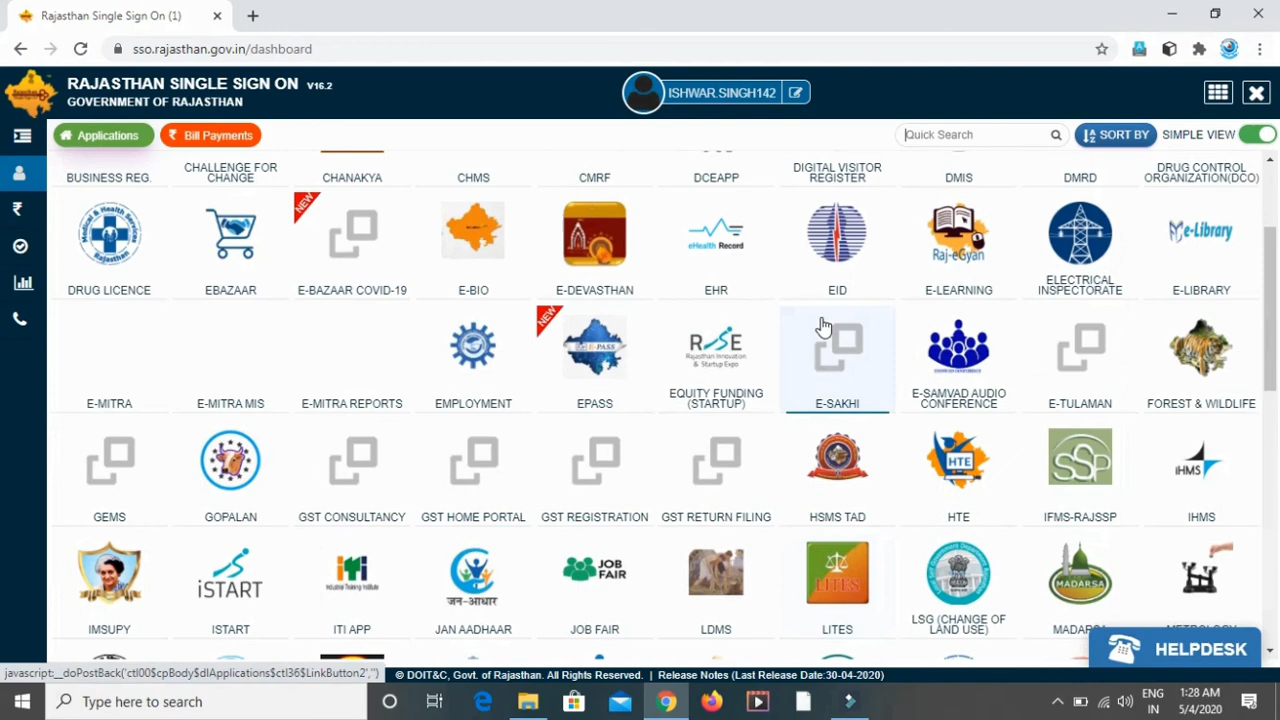 Rajasthan Single Sign On (1)
sso.rajasthan.gov.in/dashboard
RAJASTHAN SINGLE SIGN ON V16.2
GOVERNMENT OF RAJASTHAN
ISHWAR.SINGH142
Applications
₹ Bill Payments
Quick Search
SORT BY
SIMPLE VIEW
BUSINESS REG.
CHALLENGE FOR
CHANGE
CHANAKYA
CHMS
CMRF
DCEAPP
DIGITAL VISITOR
REGISTER
DMIS
DMRD
DRUG CONTROL
ORGANIZATION(DCO)
NEW
eHealth Record
Raj-eGyan
e-Library
DRUG LICENCE
EBAZAAR
E-BAZAAR COVID-19
E-BIO
E-DEVASTHAN
EHR
EID
E-LEARNING
ELECTRICAL
INSPECTORATE
E-LIBRARY
NEW
E-PASS
RISE
Rajasthan Innovation
& Startup Expo
E-MITRA
E-MITRA MIS
E-MITRA REPORTS
EMPLOYMENT
EPASS
EQUITY FUNDING
(STARTUP)
E-SAKHI
E-SAMVAD AUDIO
CONFERENCE
E-TULAMAN
FOREST & WILDLIFE
HTE
SSP
iHMS
GEMS
GOPALAN
GST CONSULTANCY
GST HOME PORTAL
GST REGISTRATION
GST RETURN FILING
HSMS TAD
HTE
IFMS-RAJSSP
IHMS
iSTART
iTi
Industrial Training Institute
जन-आधार
JOB
FAIR
LITES
MADARSA
IMSUPY
ISTART
ITI APP
JAN AADHAAR
JOB FAIR
LDMS
LITES
LSG (CHANGE OF
LAND USE)
HELPDESK
javascript:__doPostBack('ctl00$cpBody$dlApplications$ctl36$LinkButton2','')
© DOIT&C, Govt. of Rajasthan. All Rights Reserved. | Release Notes (Last Release Date:30-04-2020)
Type here to search
ENG
IN
1:28 AM
5/4/2020